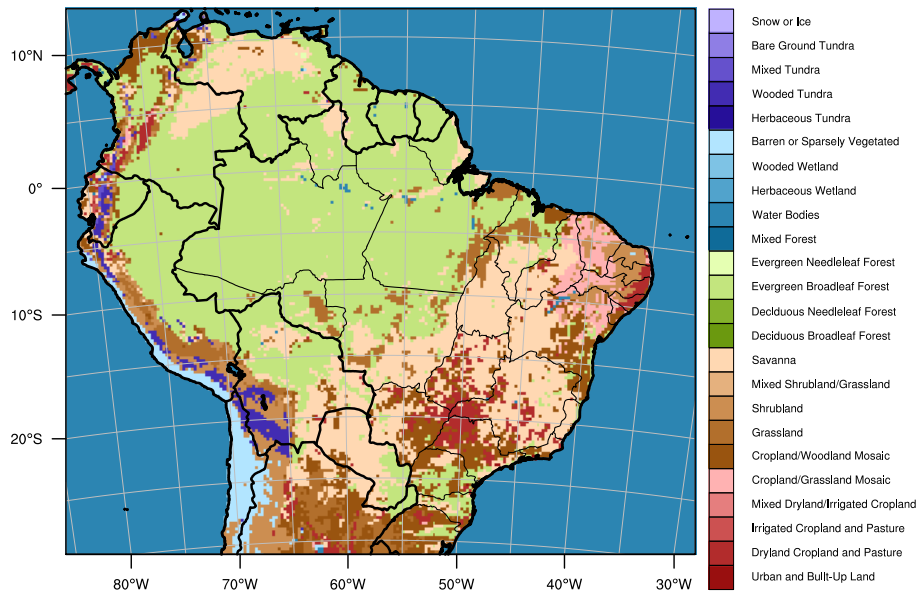 10°N
0°
10°S
20°S
80°W
70°W
60°W
50°W
40°W
30°W
Snow or Ice
Bare Ground Tundra
Mixed Tundra
Wooded Tundra
Herbaceous Tundra
Barren or Sparsely Vegetated
Wooded Wetland
Herbaceous Wetland
Water Bodies
Mixed Forest
Evergreen Needleleaf Forest
Evergreen Broadleaf Forest
Deciduous Needleleaf Forest
Deciduous Broadleaf Forest
Savanna
Mixed Shrubland/Grassland
Shrubland
Grassland
Cropland/Woodland Mosaic
Cropland/Grassland Mosaic
Mixed Dryland/Irrigated Cropland
Irrigated Cropland and Pasture
Dryland Cropland and Pasture
Urban and Built-Up Land